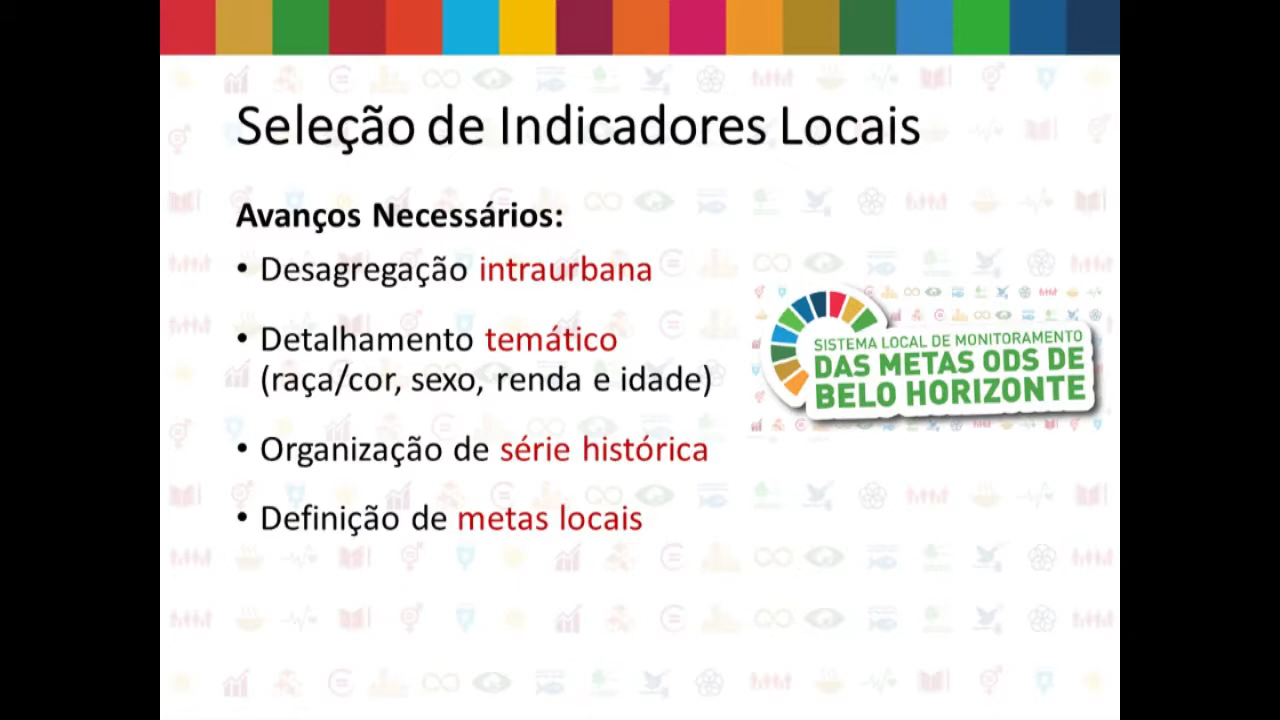 Seleção de Indicadores Locais
Avanços Necessários:
• Desagregação intraurbana
• Detalhamento temático
(raça/cor, sexo, renda e idade)
• Organização de série histórica
• Definição de metas locais
SISTEMA LOCAL DE MONITORAMENTO
DAS METAS ODS DE
BELO HORIZONTE